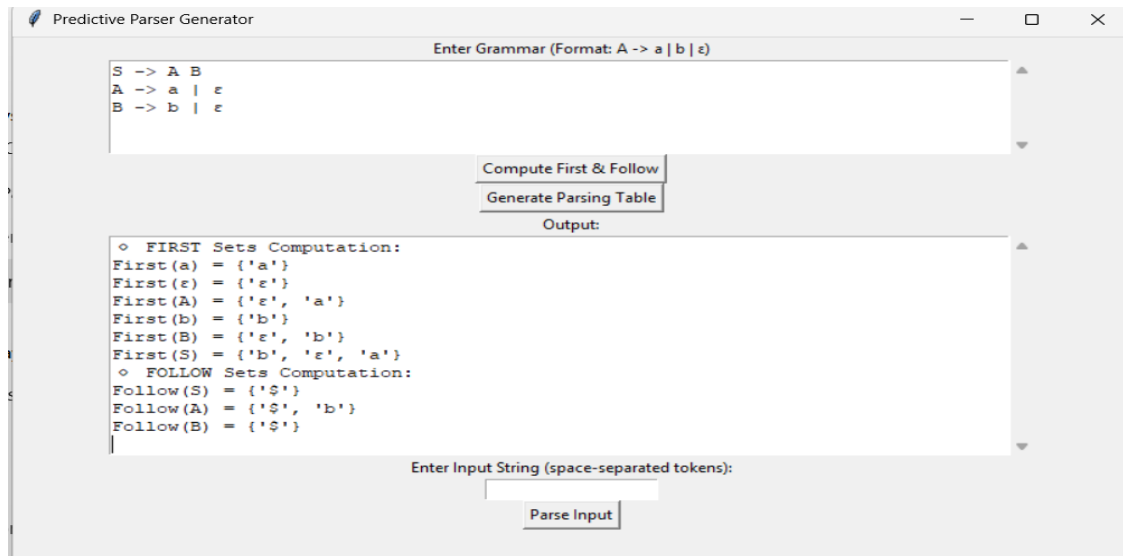 Predictive Parser Generator
Enter Grammar (Format: A -> a | b | ε)
S -> A B
A -> a | ε
B -> b | ε
Compute First & Follow
Generate Parsing Table
Output:
⋄ FIRST Sets Computation:
First(a) = {'a'}
First(ε) = {'ε'}
First(A) = {'ε', 'a'}
First(b) = {'b'}
First(B) = {'ε', 'b'}
First(S) = {'b', 'ε', 'a'}
⋄ FOLLOW Sets Computation:
Follow(S) = {'$'}
Follow(A) = {'$', 'b'}
Follow(B) = {'$'}
Enter Input String (space-separated tokens):
Parse Input